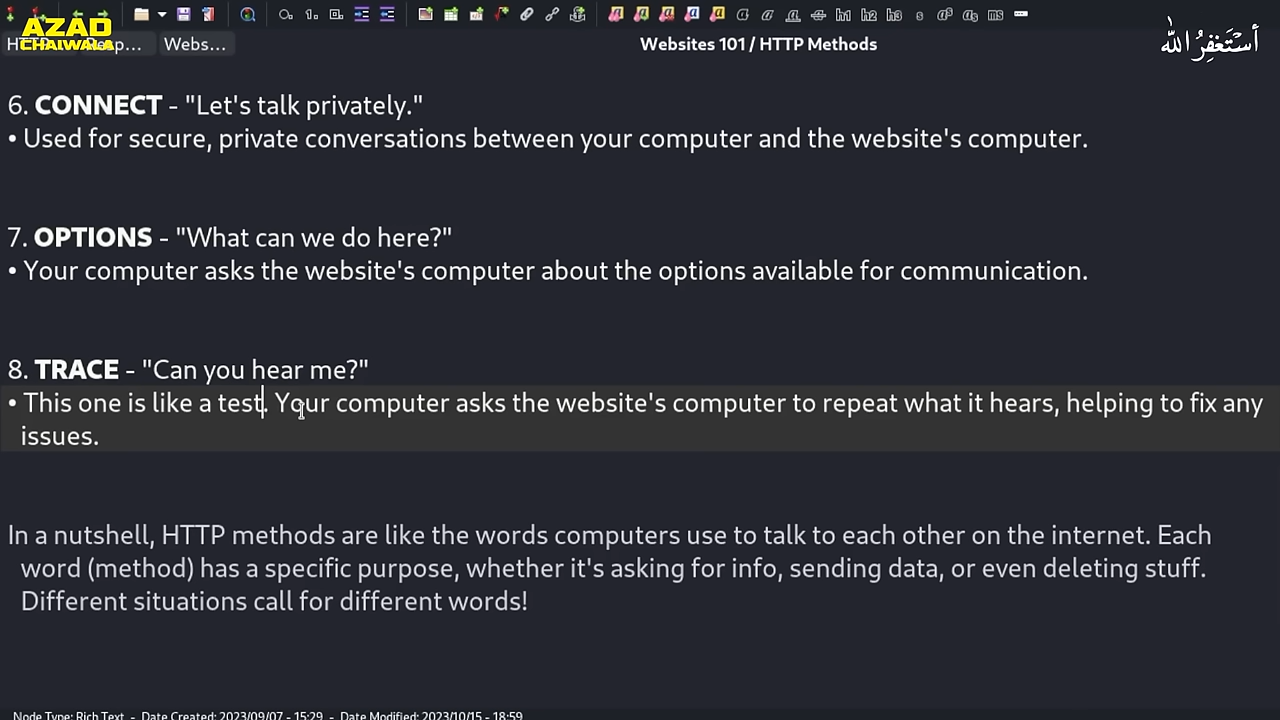 AZAD
CHAIWALA
Webs...
Websites 101 / HTTP Methods
أستغفر الله
6. CONNECT - "Let's talk privately."
• Used for secure, private conversations between your computer and the website's computer.
7. OPTIONS - "What can we do here?"
• Your computer asks the website's computer about the options available for communication.
8. TRACE - "Can you hear me?"
• This one is like a test. Your computer asks the website's computer to repeat what it hears, helping to fix any
issues.
In a nutshell, HTTP methods are like the words computers use to talk to each other on the internet. Each
word (method) has a specific purpose, whether it's asking for info, sending data, or even deleting stuff.
Different situations call for different words!
Node Type: Rich Text - Date Created: 2023/09/07 - 15:29 - Date Modified: 2023/10/15 - 18:59